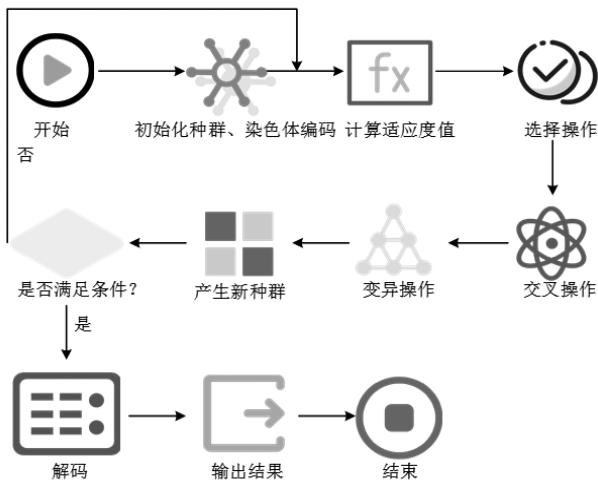 fx
开始
初始化种群、染色体编码
计算适应度值
选择操作
否
是否满足条件？
产生新种群
变异操作
交叉操作
是
解码
输出结果
结束